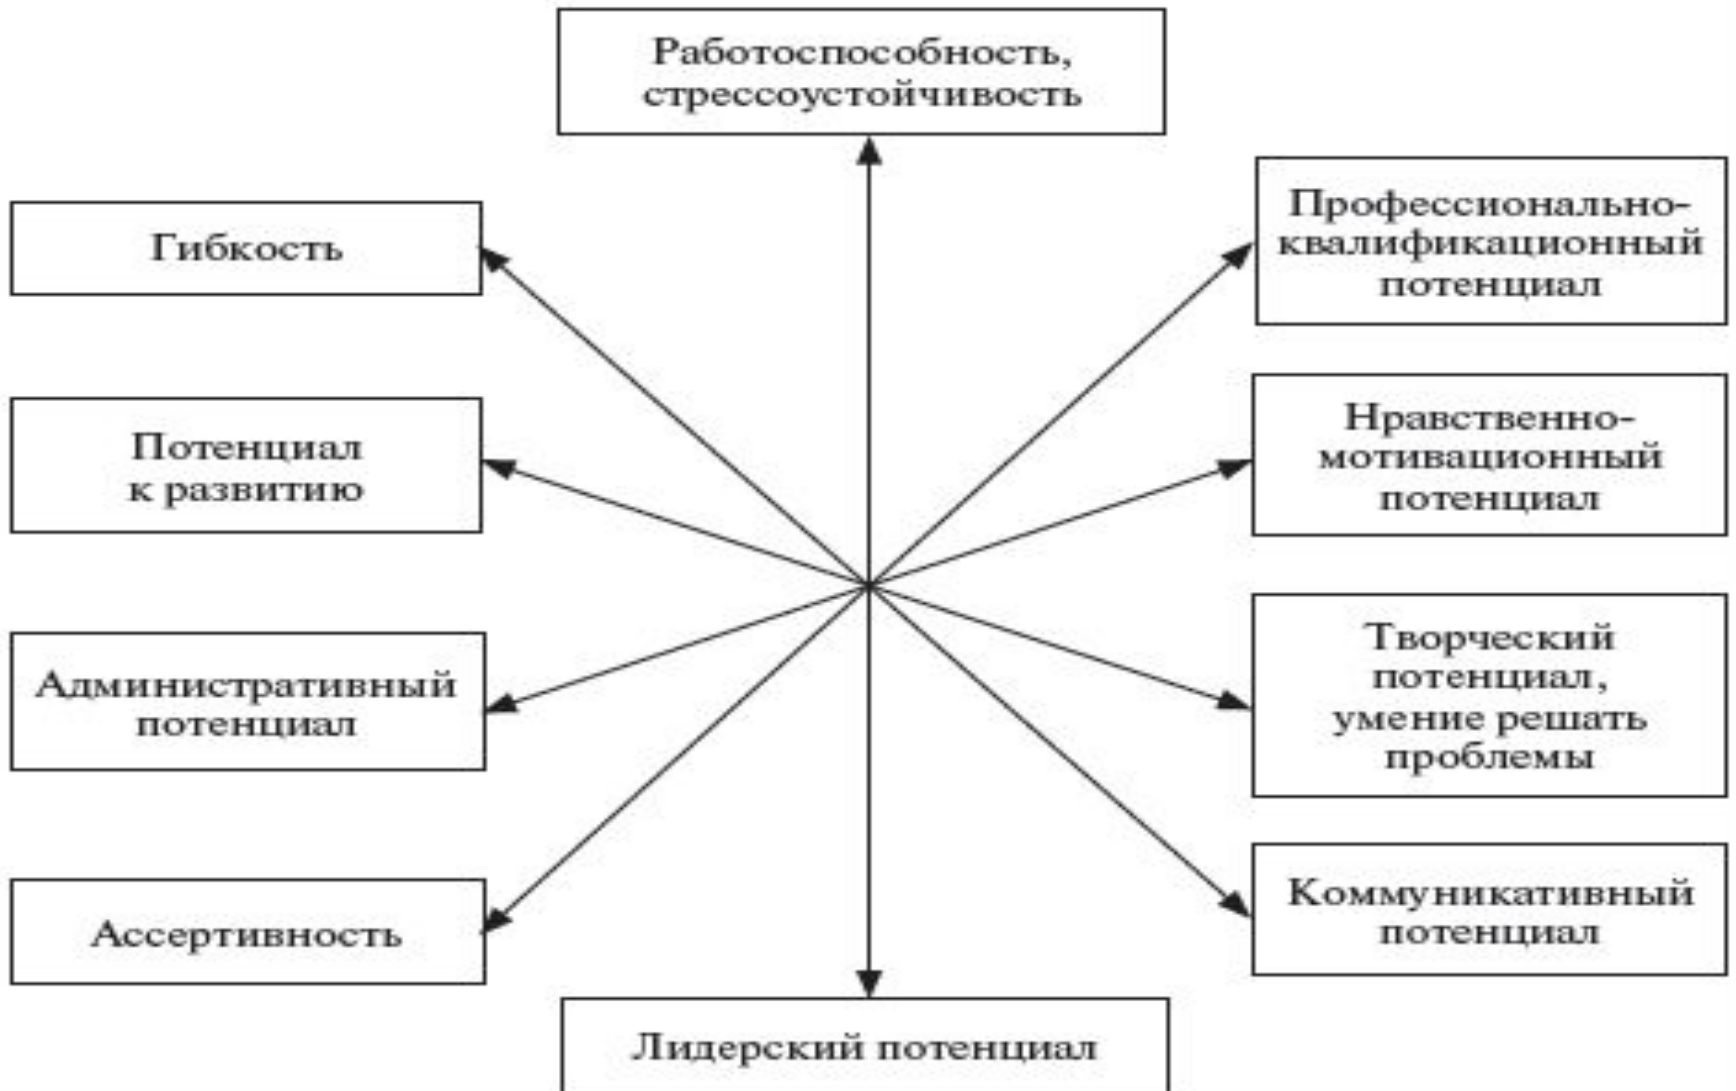 Работоспособность,
стрессоустойчивость
Гибкость
Профессионально-
квалификационный
потенциал
Потенциал
к развитию
Нравственно-
мотивационный
потенциал
Административный
потенциал
Творческий
потенциал,
умение решать
проблемы
Ассертивность
Коммуникативный
потенциал
Лидерский потенциал